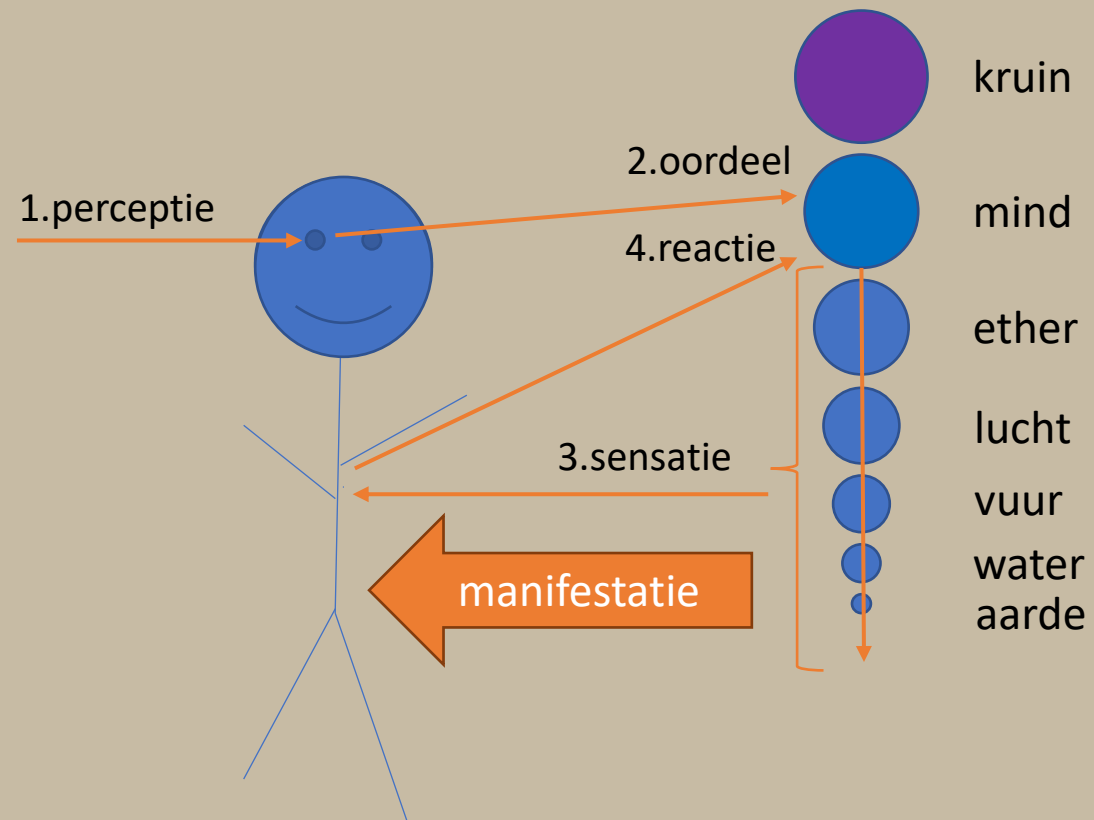 kruin
2.oordeel
1.perceptie
mind
4.reactie
ether
lucht
3.sensatie
vuur
water
manifestatie
aarde